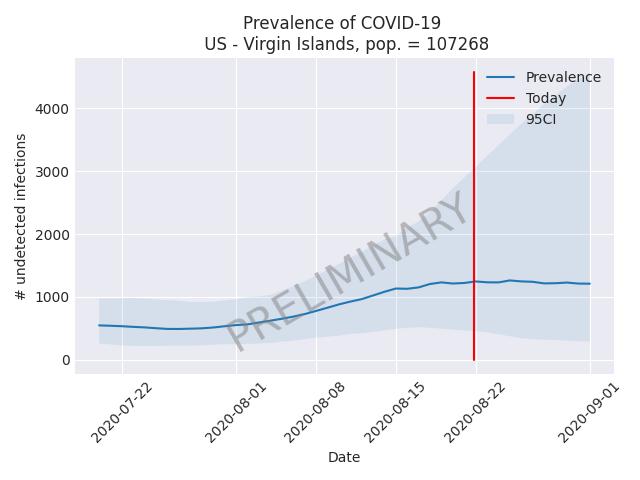 Prevalence of COVID-19
US - Virgin Islands, pop. = 107268
# undetected infections
4000
3000
2000
1000
0
Prevalence
Today
95CI
PRELIMINARY
2020-07-22
2020-08-01
2020-08-08
2020-08-15
2020-08-22
2020-09-01
Date